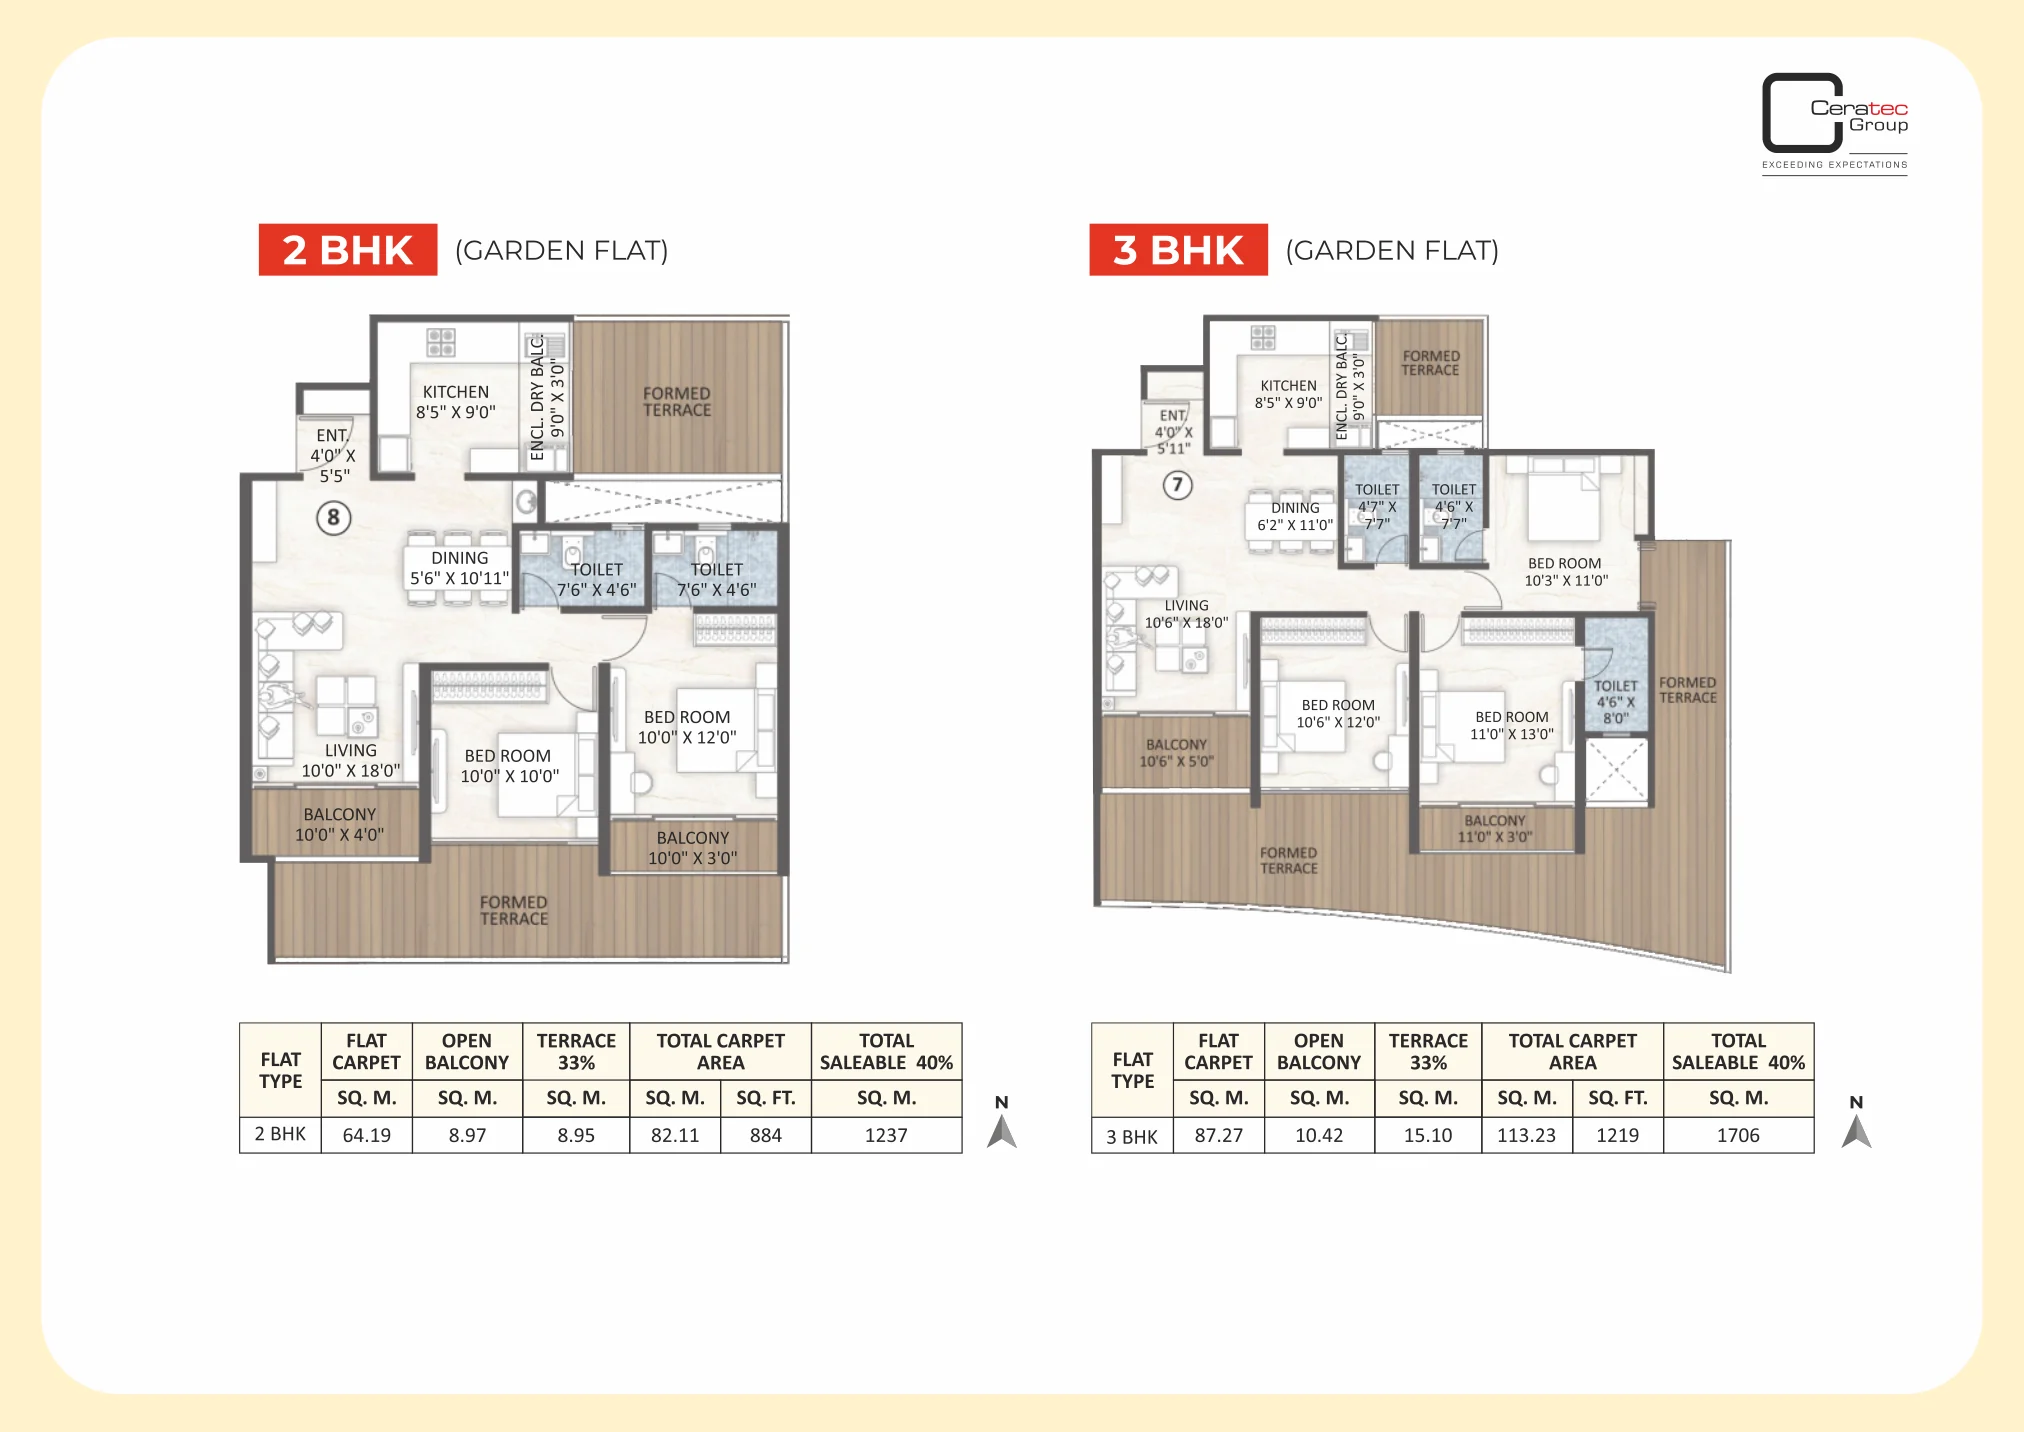 Ceratec
Group
EXCEEDING EXPECTATIONS
2 BHK (GARDEN FLAT)
KITCHEN
8'5" X 9'0"
ENCL. DRY BALC.
9'0" X 3'0"
FORMED
TERRACE
ENT.
4'0" X
5'5"
8
DINING
5'6" X 10'11"
TOILET
7'6" X 4'6"
TOILET
7'6" X 4'6"
LIVING
10'0" X 18'0"
BED ROOM
10'0" X 10'0"
BED ROOM
10'0" X 12'0"
BALCONY
10'0" X 4'0"
BALCONY
10'0" X 3'0"
FORMED
TERRACE
FLAT
TYPE
FLAT
CARPET
OPEN
BALCONY
TERRACE
33%
TOTAL CARPET
AREA
TOTAL
SALEABLE 40%
SQ. M. SQ. M. SQ. M. SQ. M. SQ. FT. SQ. M.
2 BHK 64.19 8.97 8.95 82.11 884 1237
N
3 BHK (GARDEN FLAT)
KITCHEN
8'5" X 9'0"
ENCL. DRY BALC.
9'0" X 3'0"
FORMED
TERRACE
ENT.
4'0" X
5'11"
7
DINING
6'2" X 11'0"
TOILET
4'7" X
7'7"
TOILET
4'6" X
7'7"
BED ROOM
10'3" X 11'0"
LIVING
10'6" X 18'0"
BED ROOM
10'6" X 12'0"
BED ROOM
11'0" X 13'0"
TOILET
4'6" X
8'0"
FORMED
TERRACE
BALCONY
10'6" X 5'0"
BALCONY
11'0" X 3'0"
FORMED
TERRACE
FLAT
TYPE
FLAT
CARPET
OPEN
BALCONY
TERRACE
33%
TOTAL CARPET
AREA
TOTAL
SALEABLE 40%
SQ. M. SQ. M. SQ. M. SQ. M. SQ. FT. SQ. M.
3 BHK 87.27 10.42 15.10 113.23 1219 1706
N